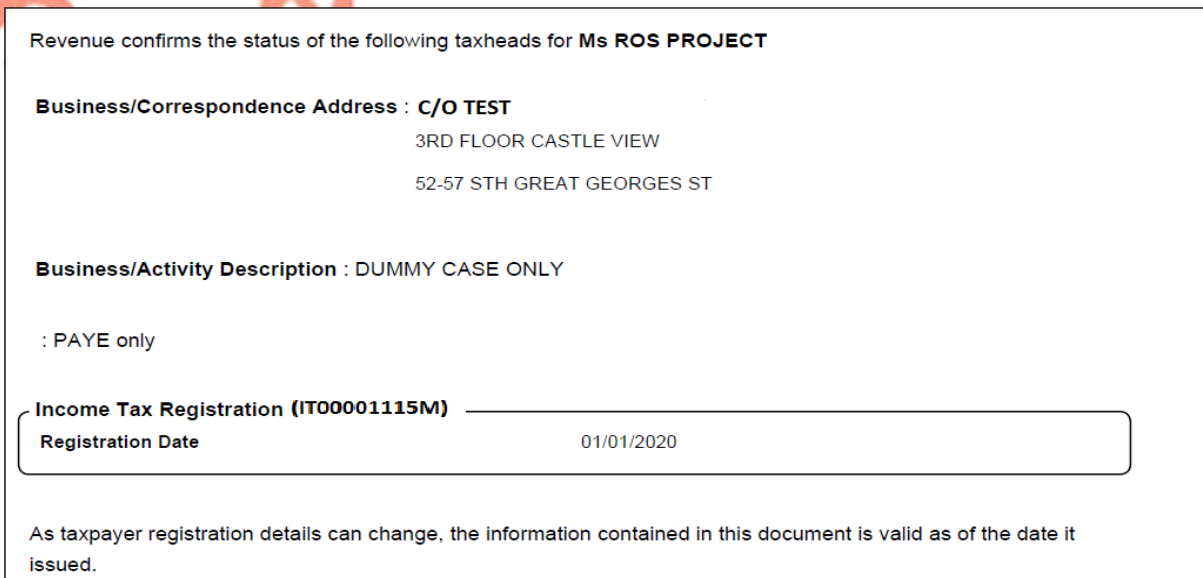 Revenue confirms the status of the following taxheads for Ms ROS PROJECT
Business/Correspondence Address : C/O TEST
3RD FLOOR CASTLE VIEW
52-57 STH GREAT GEORGES ST
Business/Activity Description : DUMMY CASE ONLY
: PAYE only
Income Tax Registration (IT00001115M)
Registration Date 01/01/2020
As taxpayer registration details can change, the information contained in this document is valid as of the date it
issued.